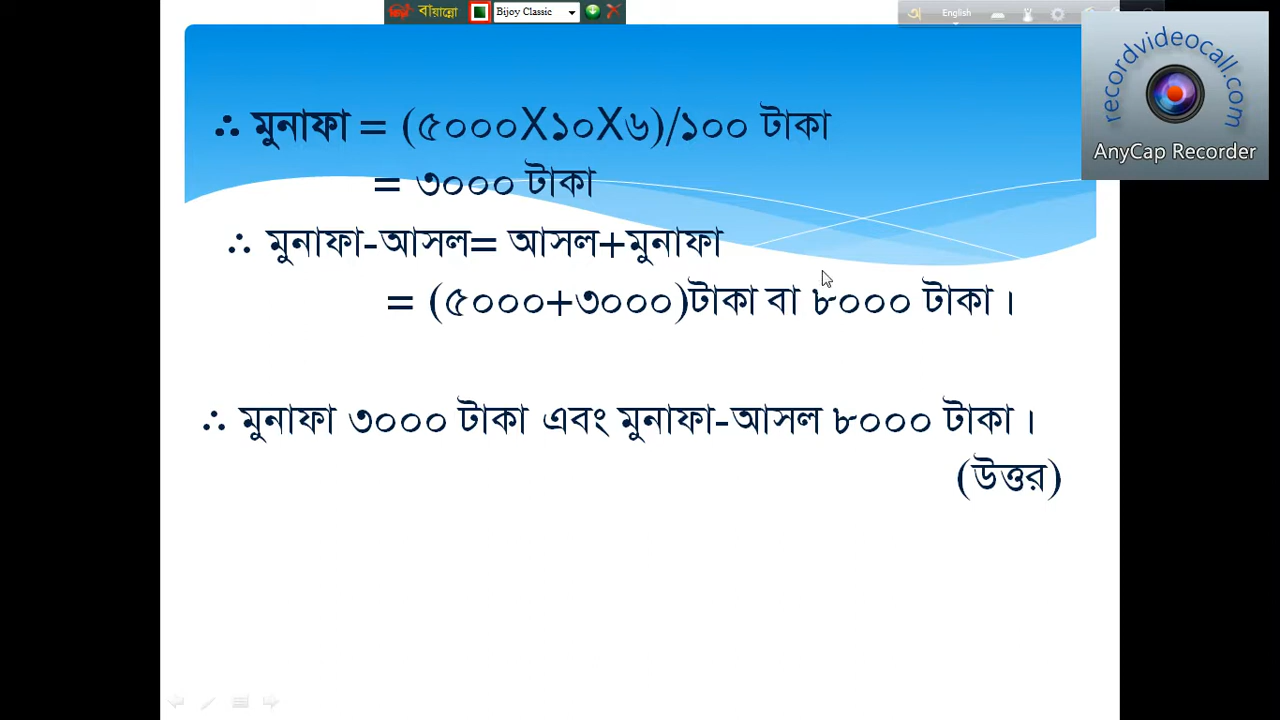 বায়ান্নো Bijoy Classic English
recordvideocall.com
AnyCap Recorder
∴ মুনাফা = (৫০০০X১০X৬)/১০০ টাকা
= ৩০০০ টাকা
∴ মুনাফা-আসল= আসল+মুনাফা
= (৫০০০+৩০০০)টাকা বা ৮০০০ টাকা।
∴ মুনাফা ৩০০০ টাকা এবং মুনাফা-আসল ৮০০০ টাকা।
(উত্তর)